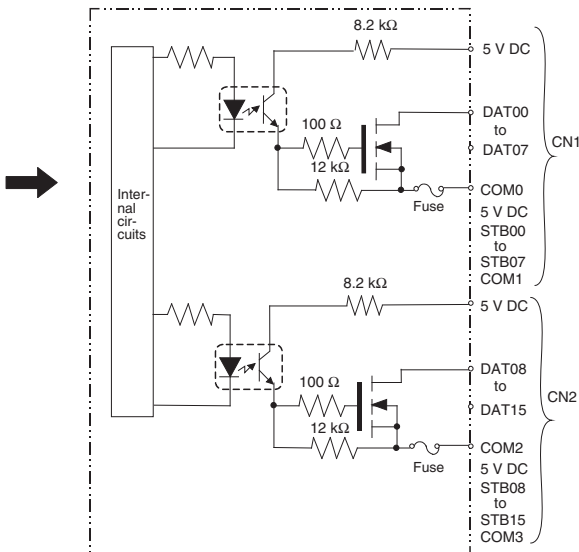 8.2 kΩ
5 V DC
DAT00
to
DAT07
CN1
100 Ω
12 kΩ
COM0
Fuse
5 V DC
STB00
to
STB07
COM1
Inter-
nal
cir-
cuits
8.2 kΩ
5 V DC
DAT08
to
DAT15
CN2
100 Ω
12 kΩ
COM2
Fuse
5 V DC
STB08
to
STB15
COM3